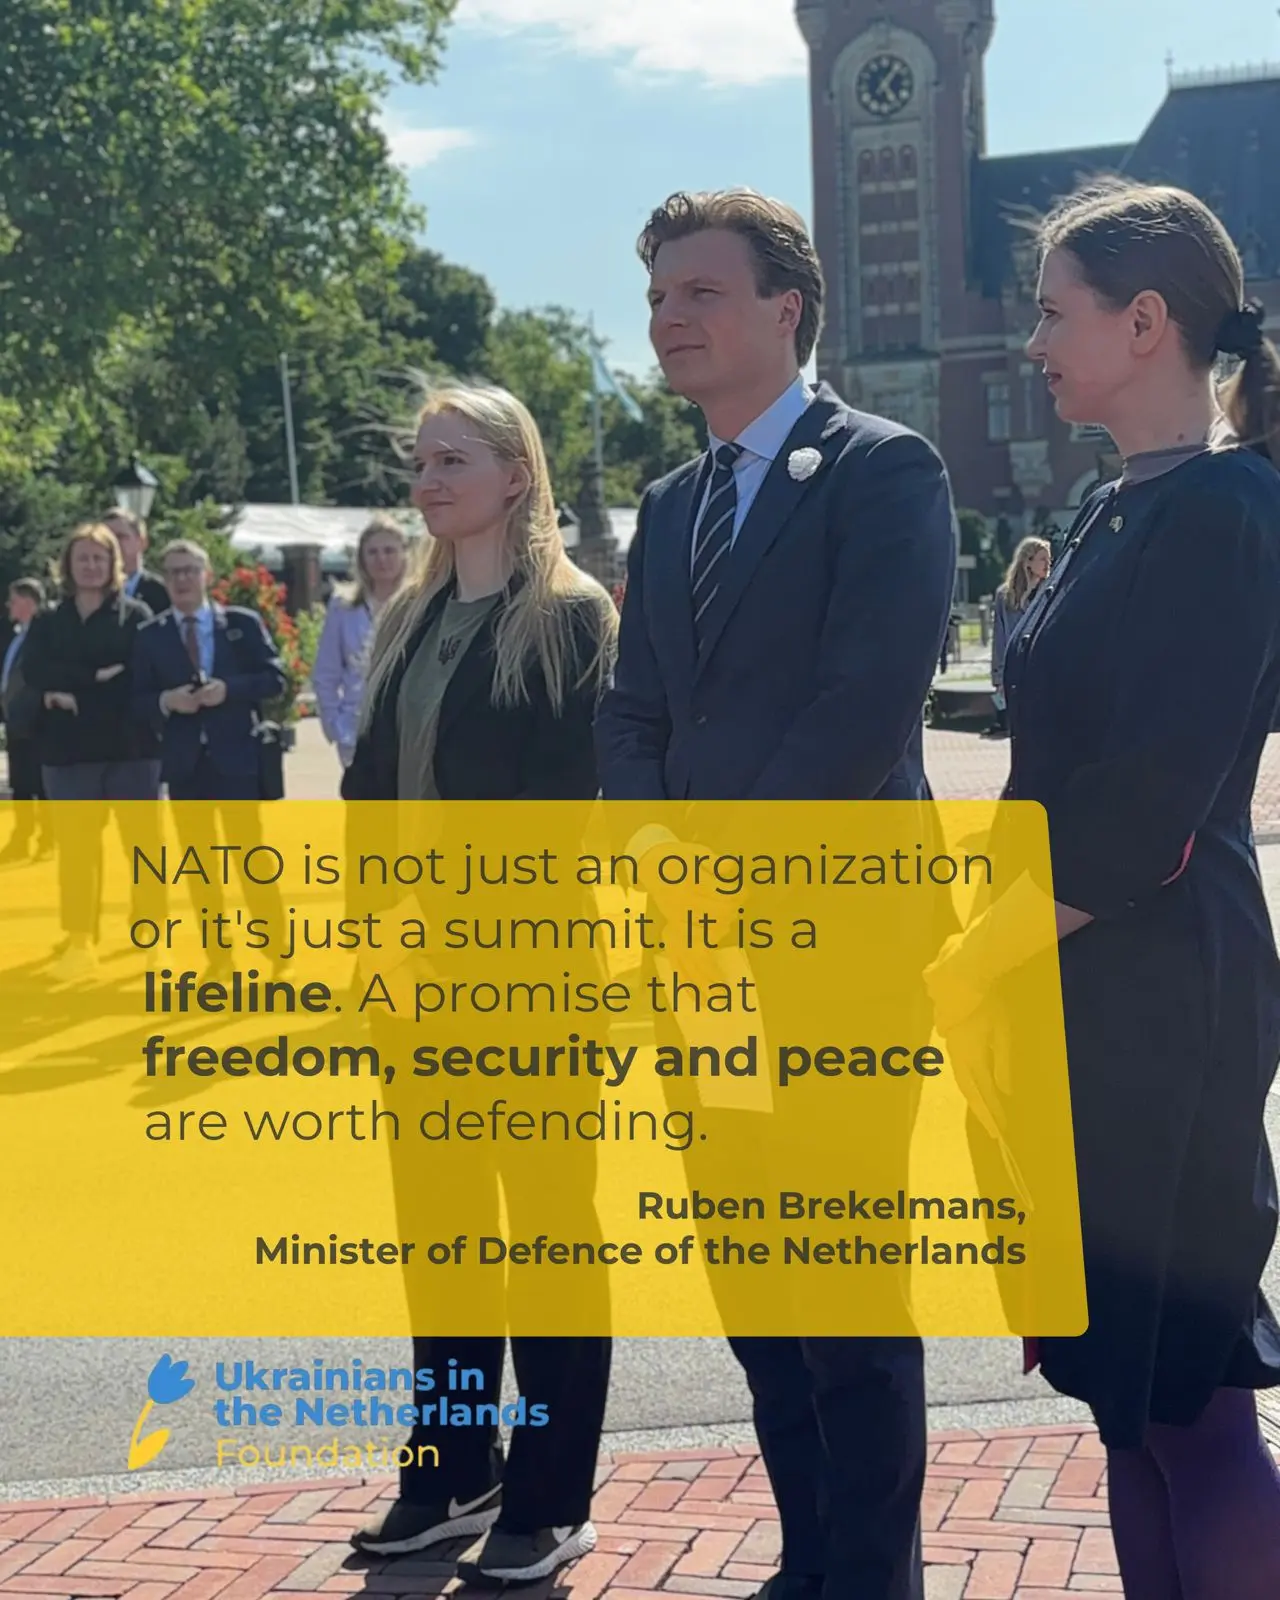 NATO is not just an organization
or it's just a summit. It is a
lifeline. A promise that
freedom, security and peace
are worth defending.
Ruben Brekelmans,
Minister of Defence of the Netherlands
Ukrainians in
the Netherlands
Foundation